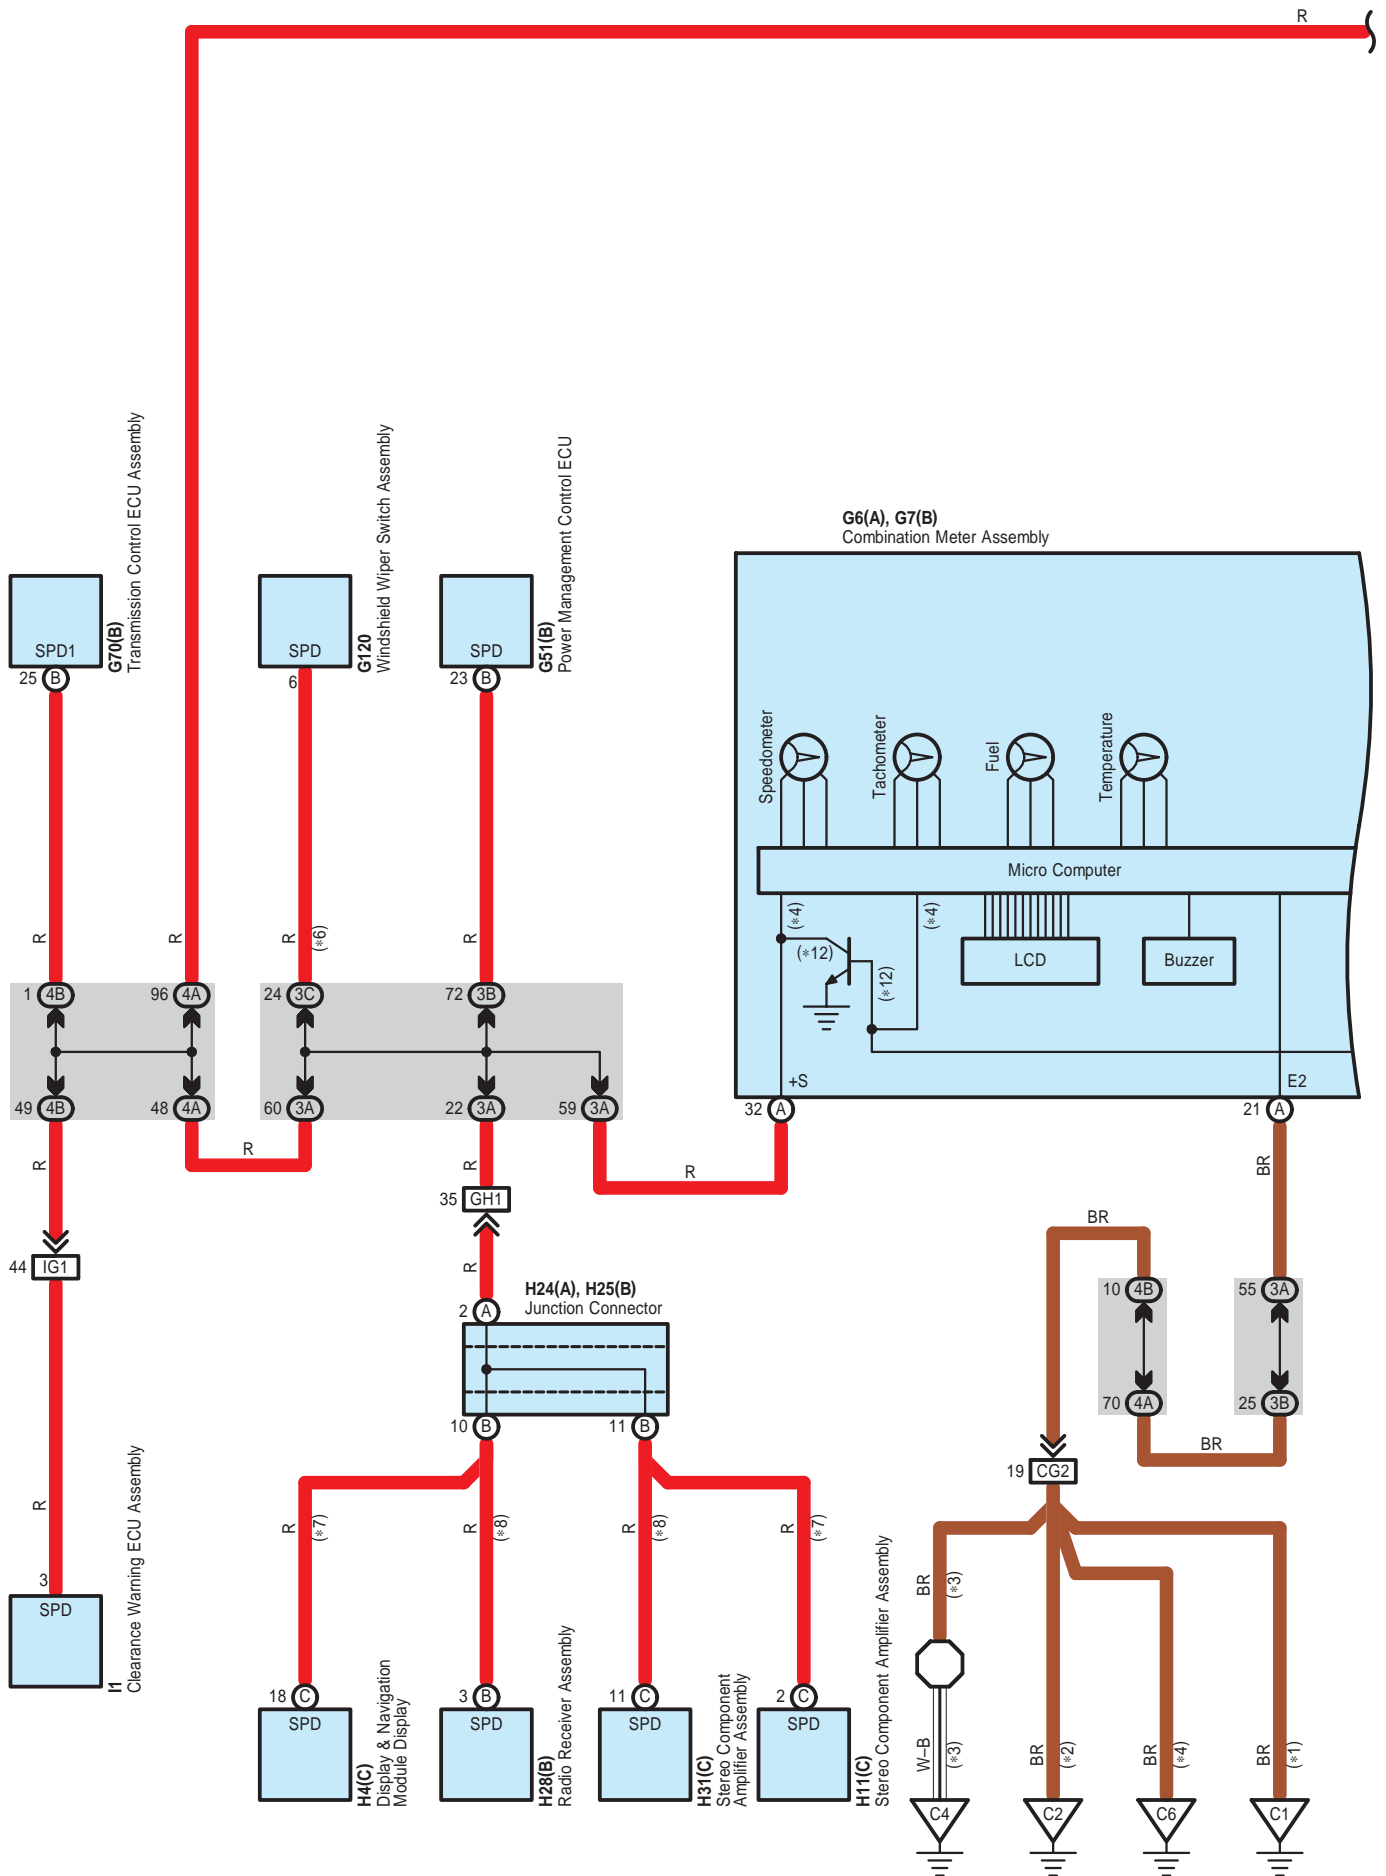 R
G6(A), G7(B)
Combination Meter Assembly
SPD1
25 B
G70(B)
Transmission Control ECU Assembly
SPD
6
G120
Windshield Wiper Switch Assembly
SPD
23 B
G51(B)
Power Management Control ECU
Speedometer
Tachometer
Fuel
Temperature
Micro Computer
(*4)
(*4)
(*12)
(*12)
LCD
Buzzer
+S
E2
32 A
21 A
R
R
R
(*6)
R
1 4B
96 4A
24 3C
72 3B
49 4B
48 4A
60 3A
22 3A
59 3A
R
R
R
R
BR
35 GH1
R
44 IG1
BR
10 4B
55 3A
70 4A
25 3B
BR
19 CG2
H24(A), H25(B)
Junction Connector
2 A
10 B
11 B
R
R
(*7)
R
(*8)
R
(*8)
R
(*7)
BR
(*3)
3
SPD
I1
Clearance Warning ECU Assembly
18 C
SPD
H4(C)
Display & Navigation
Module Display
3 B
SPD
H28(B)
Radio Receiver Assembly
11 C
SPD
H31(C)
Stereo Component
Amplifier Assembly
2 C
SPD
H11(C)
Stereo Component Amplifier Assembly
W-B
(*3)
BR
(*2)
BR
(*4)
BR
(*1)
C4
C2
C6
C1